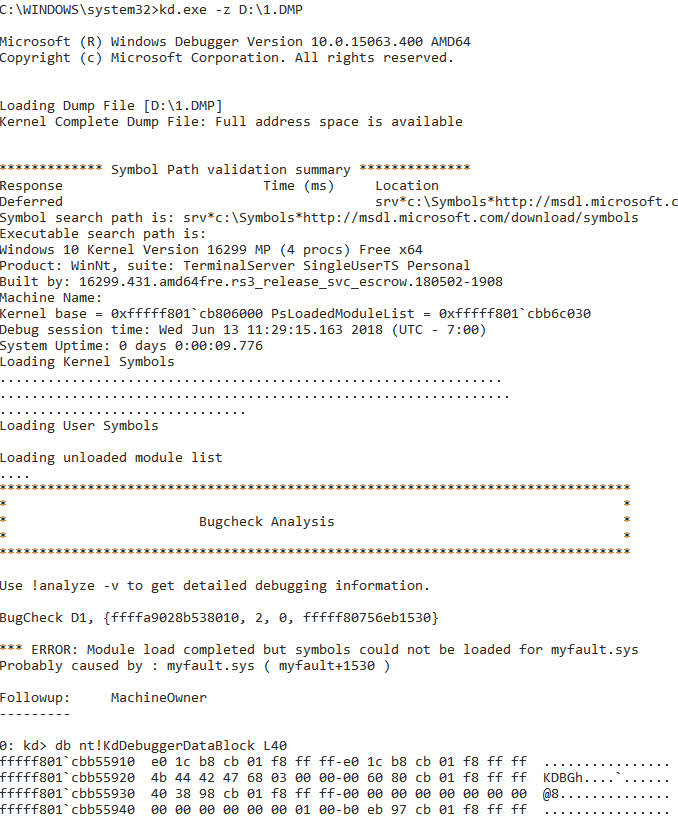 C:\WINDOWS\system32>kd.exe -z D:\1.DMP
Microsoft (R) Windows Debugger Version 10.0.15063.400 AMD64
Copyright (c) Microsoft Corporation. All rights reserved.
Loading Dump File [D:\1.DMP]
Kernel Complete Dump File: Full address space is available
************* Symbol Path validation summary **************
Response                         Time (ms)     Location
Deferred                                       srv*c:\Symbols*http://msdl.microsoft.c
Symbol search path is: srv*c:\Symbols*http://msdl.microsoft.com/download/symbols
Executable search path is:
Windows 10 Kernel Version 16299 MP (4 procs) Free x64
Product: WinNt, suite: TerminalServer SingleUserTS Personal
Built by: 16299.431.amd64fre.rs3_release_svc_escrow.180502-1908
Machine Name:
Kernel base = 0xfffff801`cb806000 PsLoadedModuleList = 0xfffff801`cbb6c030
Debug session time: Wed Jun 13 11:29:15.163 2018 (UTC - 7:00)
System Uptime: 0 days 0:00:09.776
Loading Kernel Symbols
...............................................................
................................................................
...............................
Loading User Symbols
Loading unloaded module list
....
*******************************************************************************
*                                                                             *
*                        Bugcheck Analysis                                    *
*                                                                             *
*******************************************************************************
Use !analyze -v to get detailed debugging information.
BugCheck D1, {ffffa9028b538010, 2, 0, fffff80756eb1530}
*** ERROR: Module load completed but symbols could not be loaded for myfault.sys
Probably caused by : myfault.sys ( myfault+1530 )
Followup:     MachineOwner
---------
0: kd> db nt!KdDebuggerDataBlock L40
fffff801`cbb55910  e0 1c b8 cb 01 f8 ff ff-e0 1c b8 cb 01 f8 ff ff  ................
fffff801`cbb55920  4b 44 42 47 68 03 00 00-00 60 80 cb 01 f8 ff ff  KDBGh....`......
fffff801`cbb55930  40 38 98 cb 01 f8 ff ff-00 00 00 00 00 00 00 00  @8..............
fffff801`cbb55940  00 00 00 00 00 00 01 00-b0 eb 97 cb 01 f8 ff ff  ................